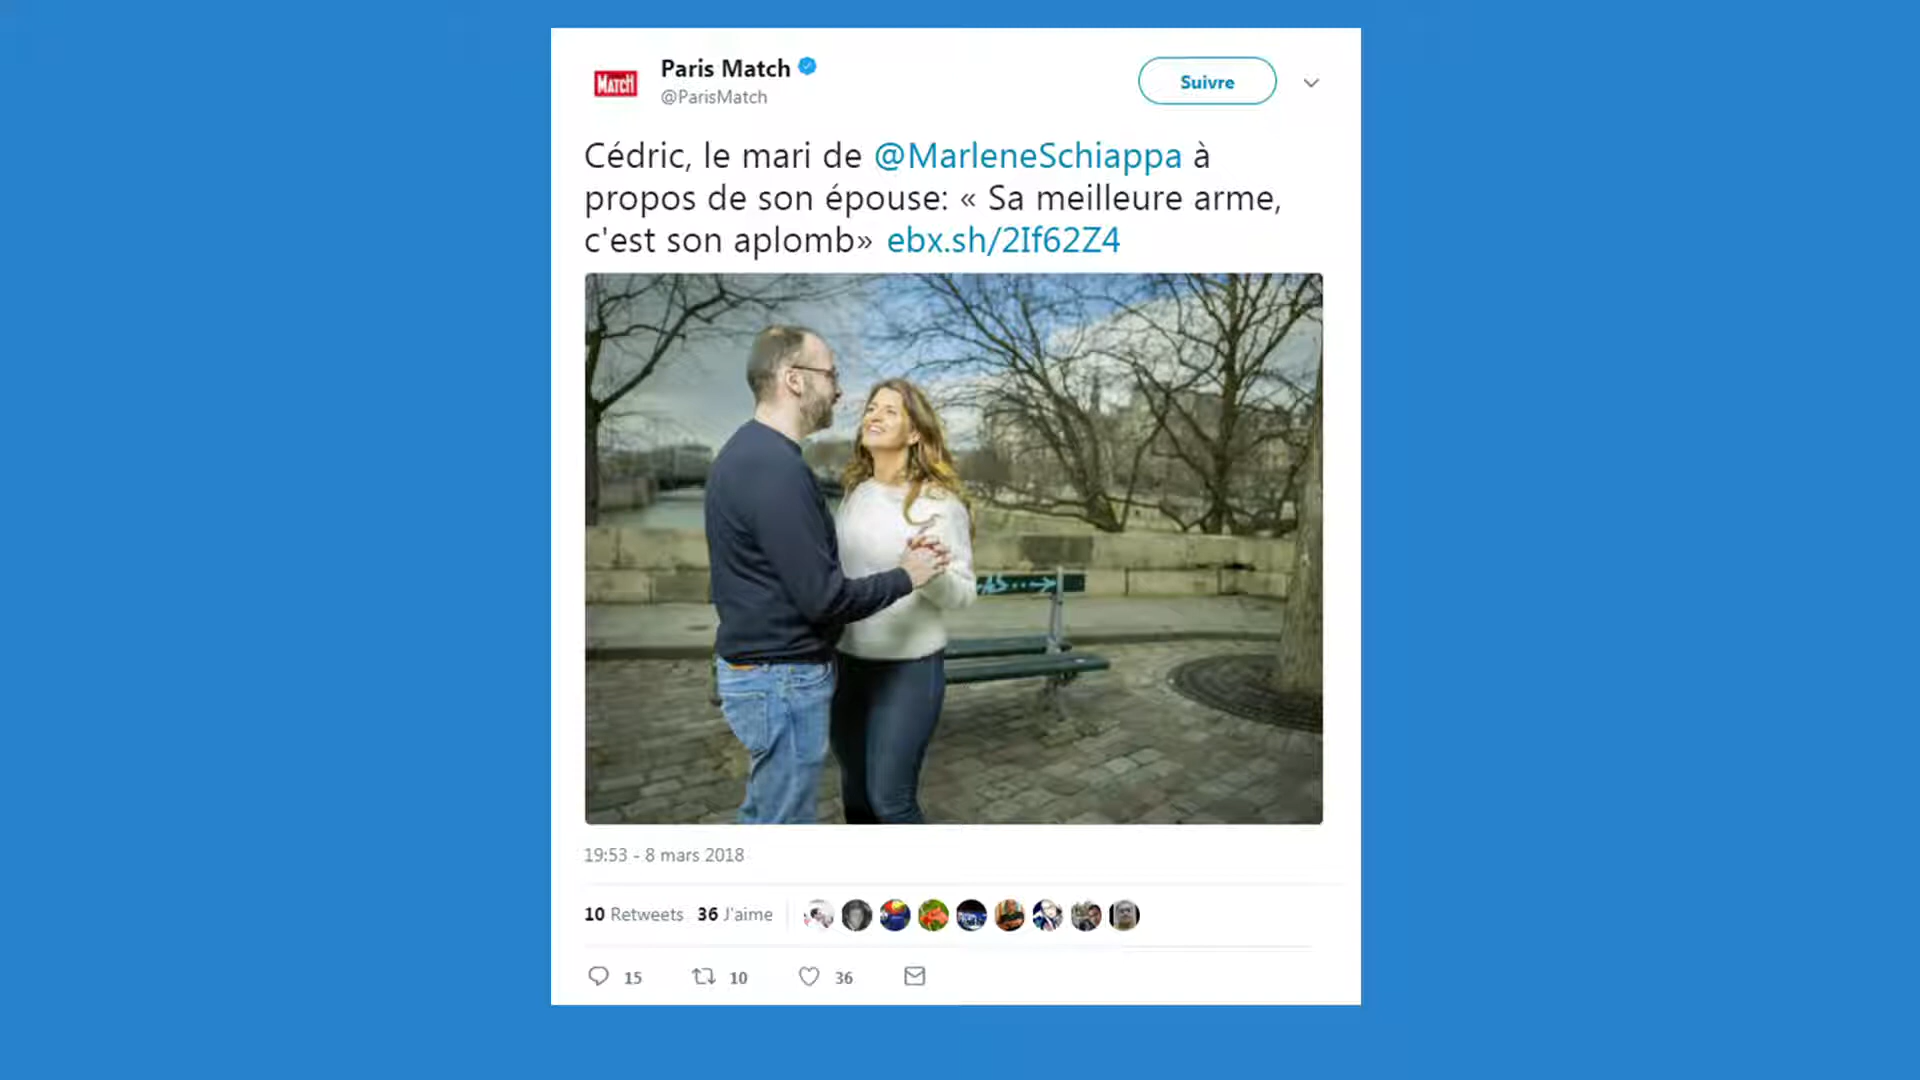 MATCH
Paris Match
@ParisMatch
Suivre
Cédric, le mari de @MarleneSchiappa à
propos de son épouse: « Sa meilleure arme,
c'est son aplomb» ebx.sh/2If62Z4
19:53 - 8 mars 2018
10 Retweets 36 J'aime
15 10 36